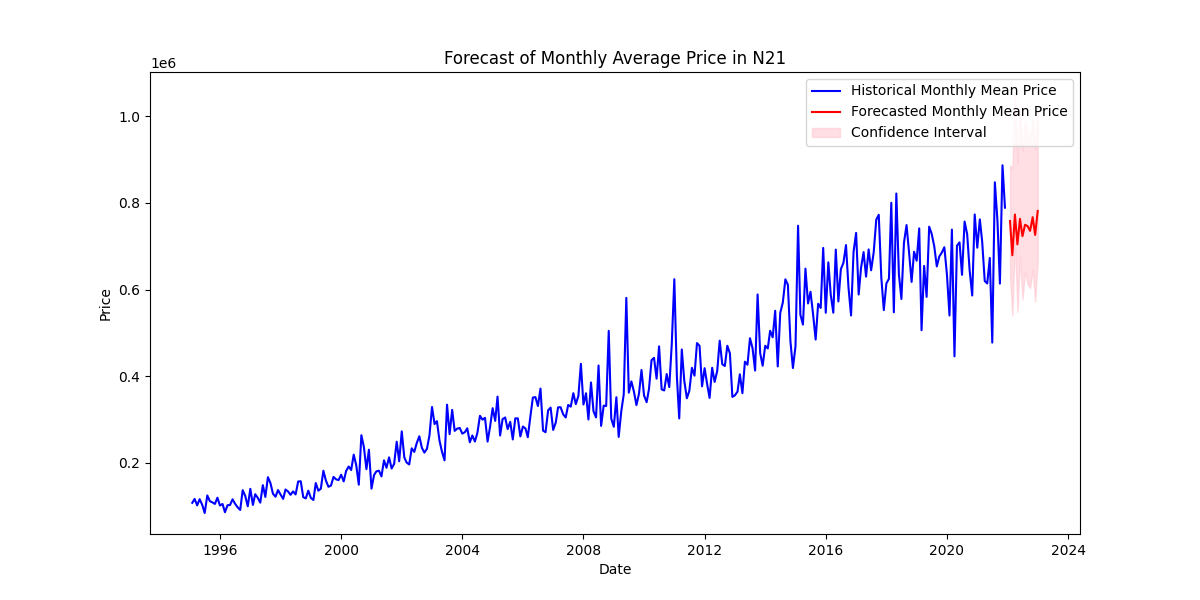 Forecast of Monthly Average Price in N21
1e6
Historical Monthly Mean Price
Forecasted Monthly Mean Price
Confidence Interval
1.0
0.8
0.6
0.4
0.2
Price
1996
2000
2004
2008
2012
2016
2020
2024
Date